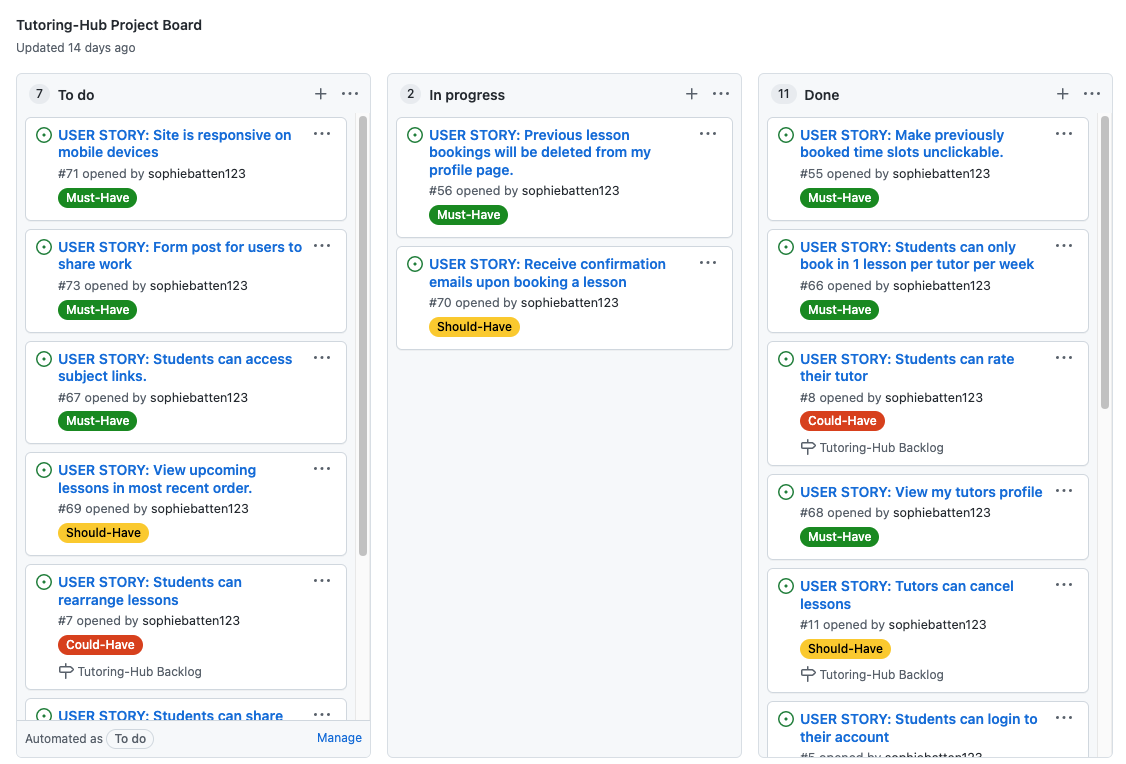 Tutoring-Hub Project Board
Updated 14 days ago
7 To do
USER STORY: Site is responsive on
mobile devices
#71 opened by sophiebatten123
Must-Have
USER STORY: Form post for users to
share work
#73 opened by sophiebatten123
Must-Have
USER STORY: Students can access
subject links.
#67 opened by sophiebatten123
Must-Have
USER STORY: View upcoming
lessons in most recent order.
#69 opened by sophiebatten123
Should-Have
USER STORY: Students can
rearrange lessons
#7 opened by sophiebatten123
Could-Have
Tutoring-Hub Backlog
USER STORY: Students can share
Automated as To do Manage
2 In progress
USER STORY: Previous lesson
bookings will be deleted from my
profile page.
#56 opened by sophiebatten123
Must-Have
USER STORY: Receive confirmation
emails upon booking a lesson
#70 opened by sophiebatten123
Should-Have
11 Done
USER STORY: Make previously
booked time slots unclickable.
#55 opened by sophiebatten123
Must-Have
USER STORY: Students can only
book in 1 lesson per tutor per week
#66 opened by sophiebatten123
Must-Have
USER STORY: Students can rate
their tutor
#8 opened by sophiebatten123
Could-Have
Tutoring-Hub Backlog
USER STORY: View my tutors profile
#68 opened by sophiebatten123
Must-Have
USER STORY: Tutors can cancel
lessons
#11 opened by sophiebatten123
Should-Have
Tutoring-Hub Backlog
USER STORY: Students can login to
their account
#5 opened by sophiebatten123